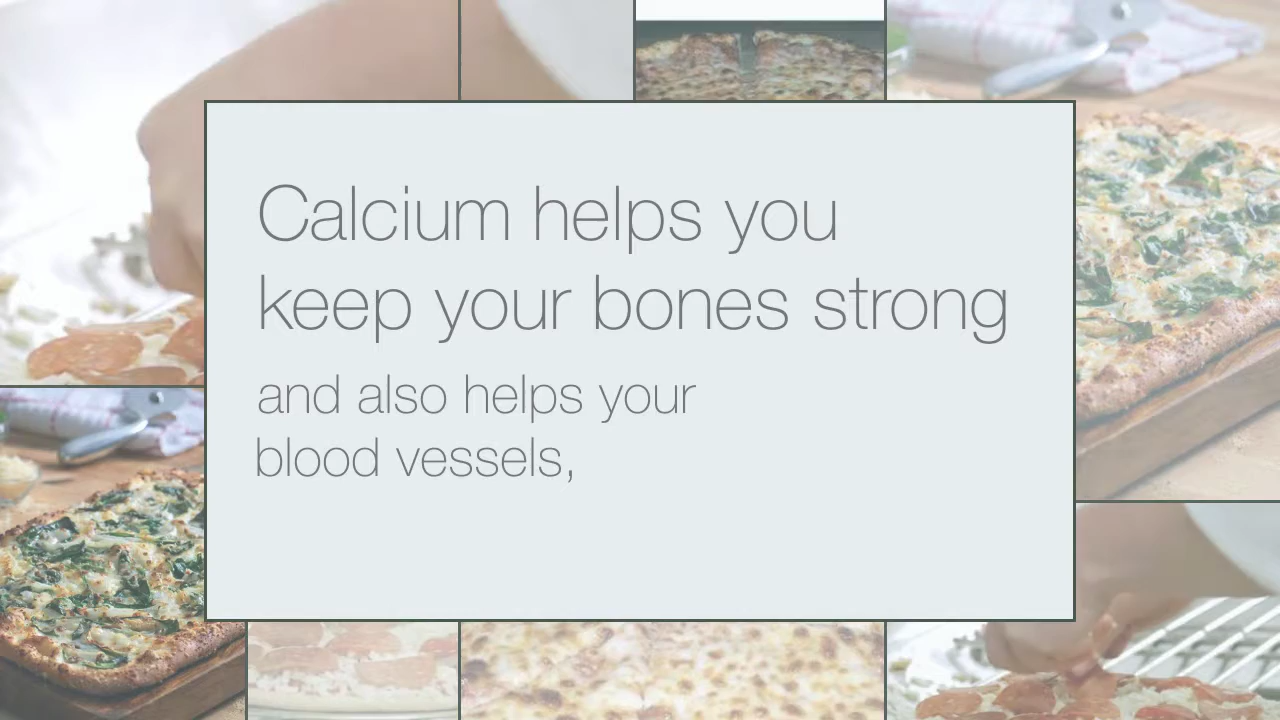 Calcium helps you
keep your bones strong
and also helps your
blood vessels,